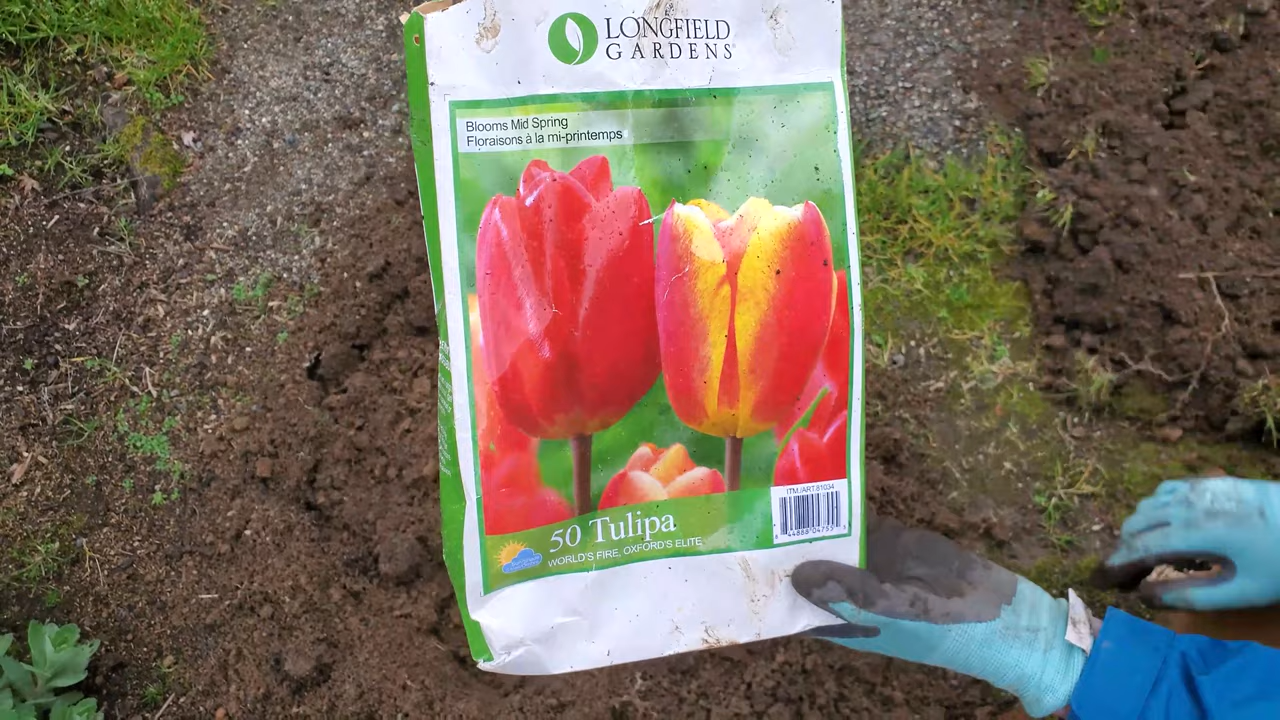 LONGFIELD
GARDENS
Blooms Mid Spring
Floraisons à la mi-printemps
ITM./ART.81034
50 Tulipa
WORLD'S FIRE, OXFORD'S ELITE